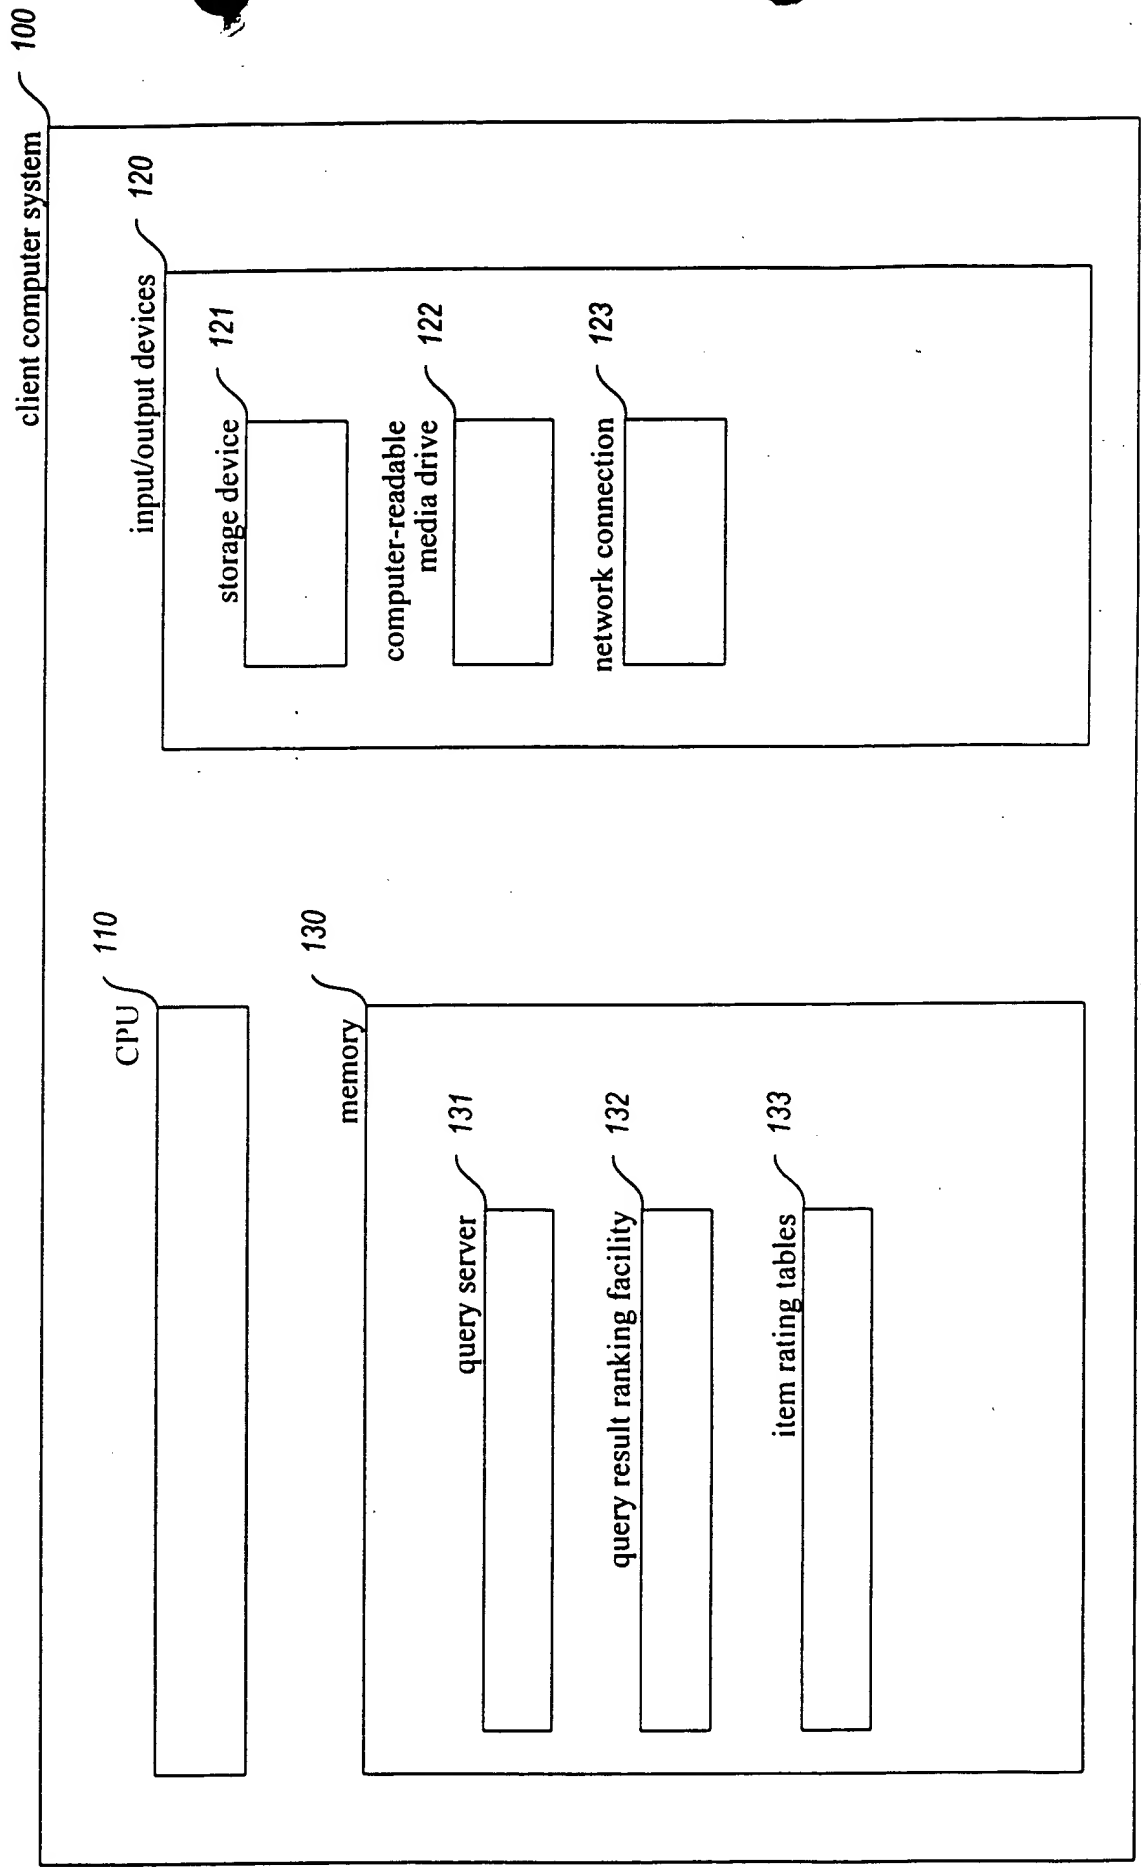 client computer system
100
CPU
110
input/output devices
120
storage device
121
computer-readable
media drive
122
network connection
123
memory
130
query server
131
query result ranking facility
132
item rating tables
133